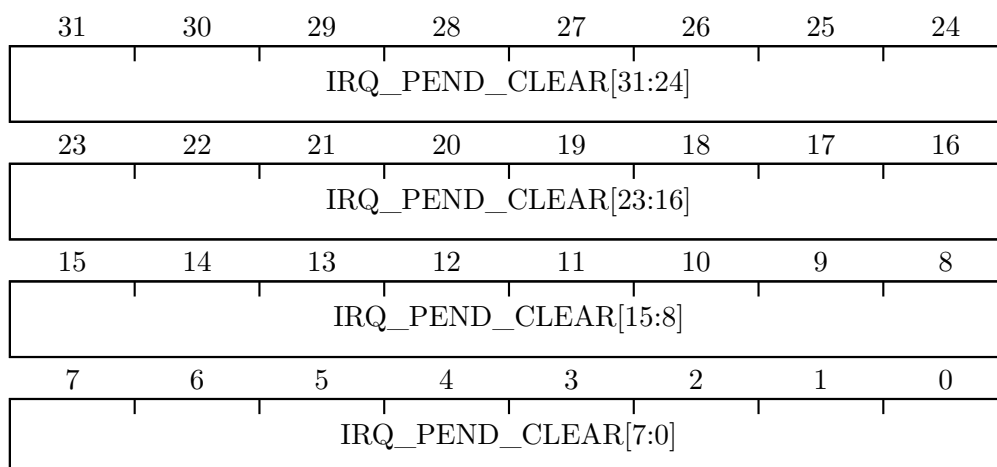 31 30 29 28 27 26 25 24
IRQ_PEND_CLEAR[31:24]
23 22 21 20 19 18 17 16
IRQ_PEND_CLEAR[23:16]
15 14 13 12 11 10 9 8
IRQ_PEND_CLEAR[15:8]
7 6 5 4 3 2 1 0
IRQ_PEND_CLEAR[7:0]